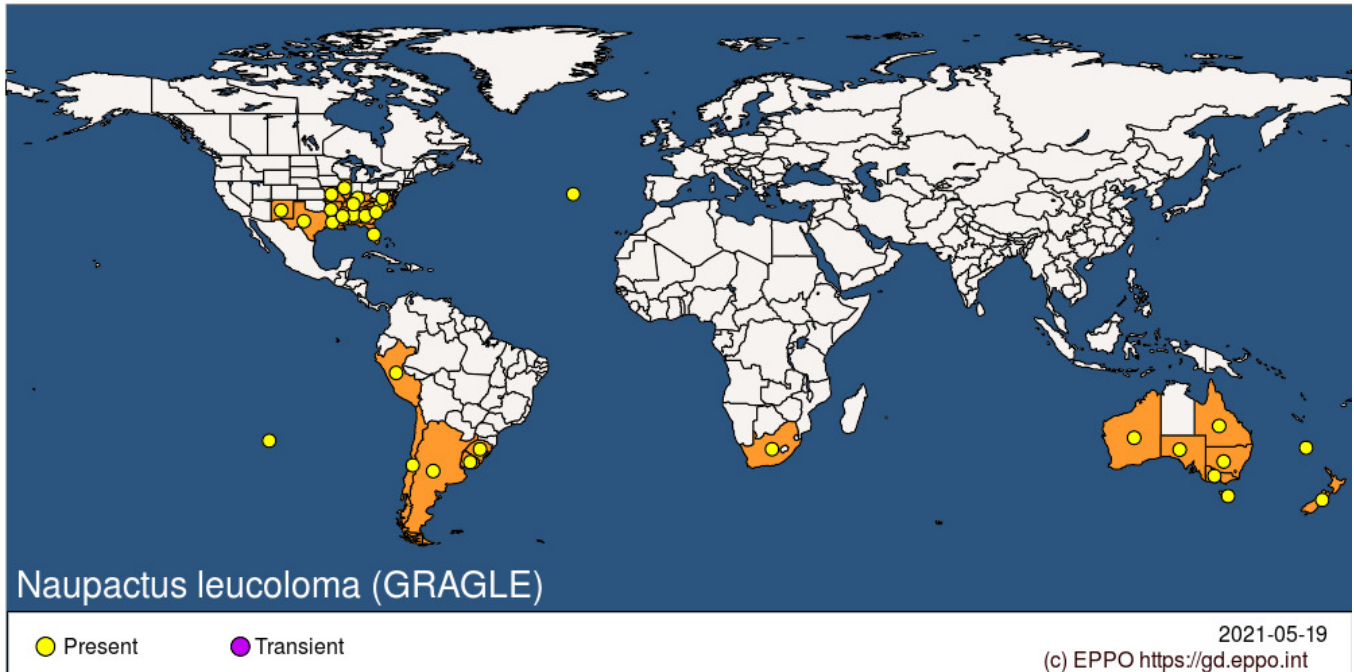 Naupactus leucoloma (GRAGLE)
Present
Transient
2021-05-19
(c) EPPO https://gd.eppo.int